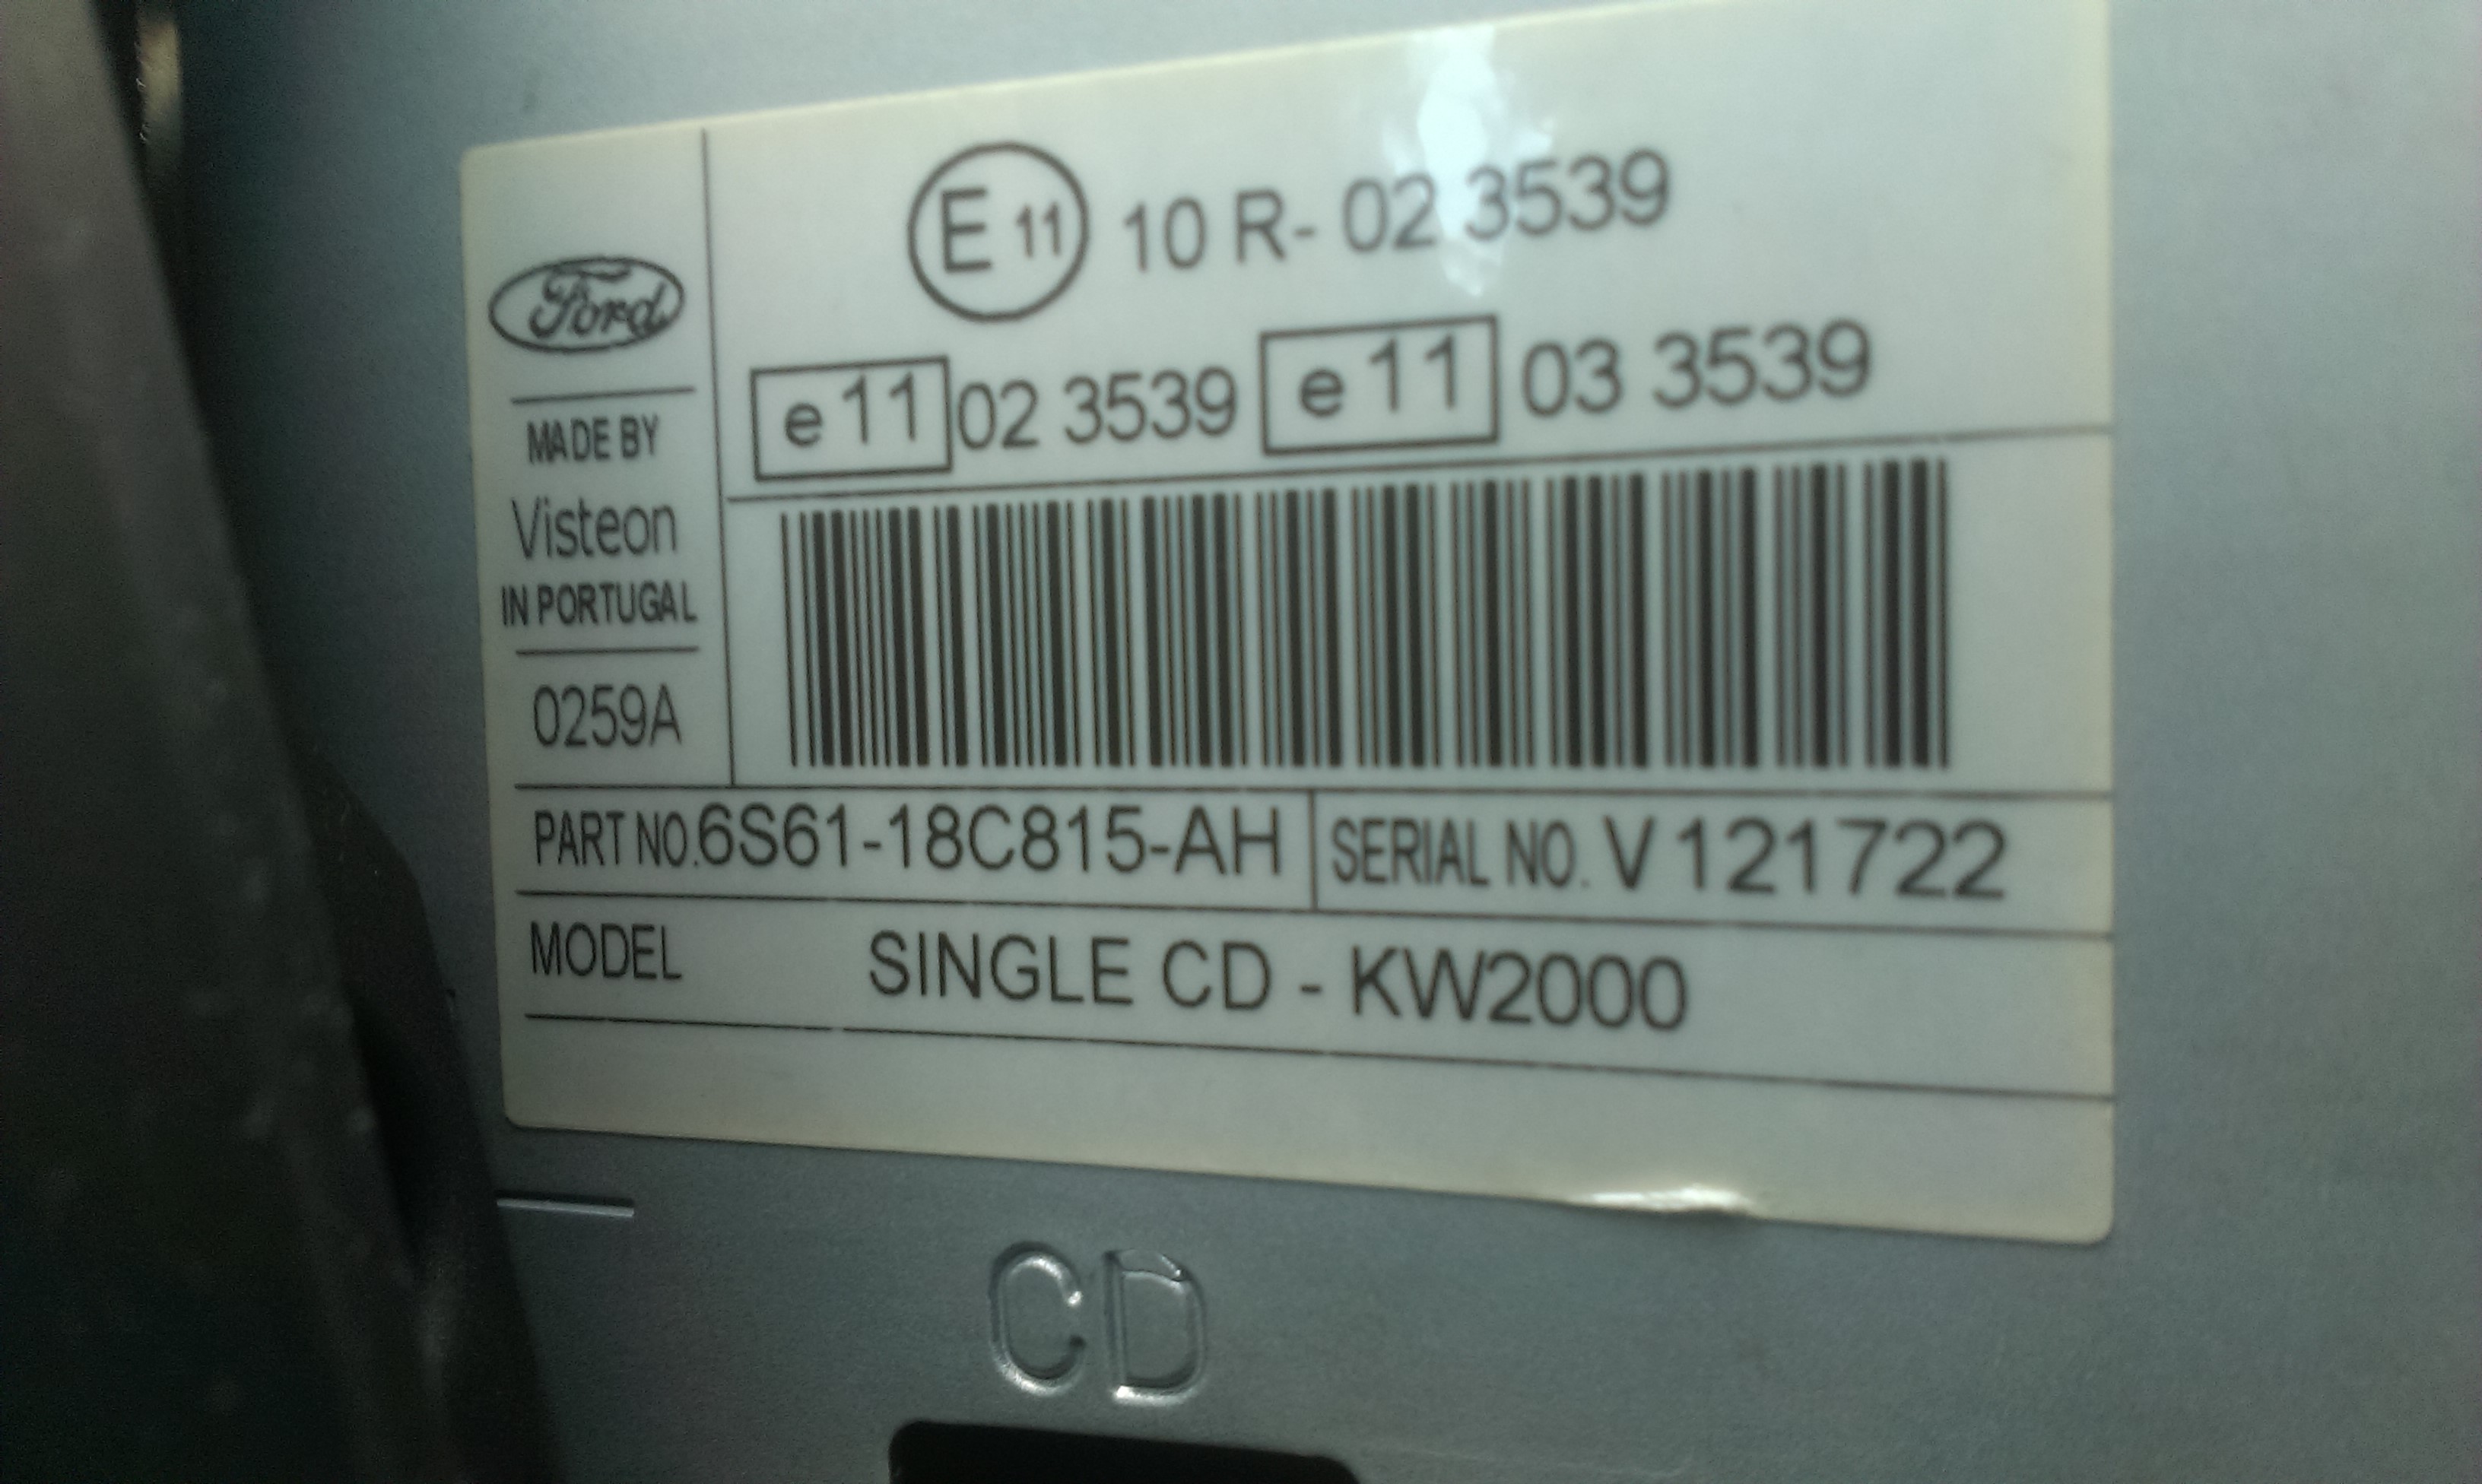 E 11 10 R- 02 3539
Ford
e 11 02 3539 e 11 03 3539
MADE BY
Visteon
IN PORTUGAL
0259A
PART NO. 6S61-18C815-AH SERIAL NO. V 121722
MODEL SINGLE CD - KW2000
CD